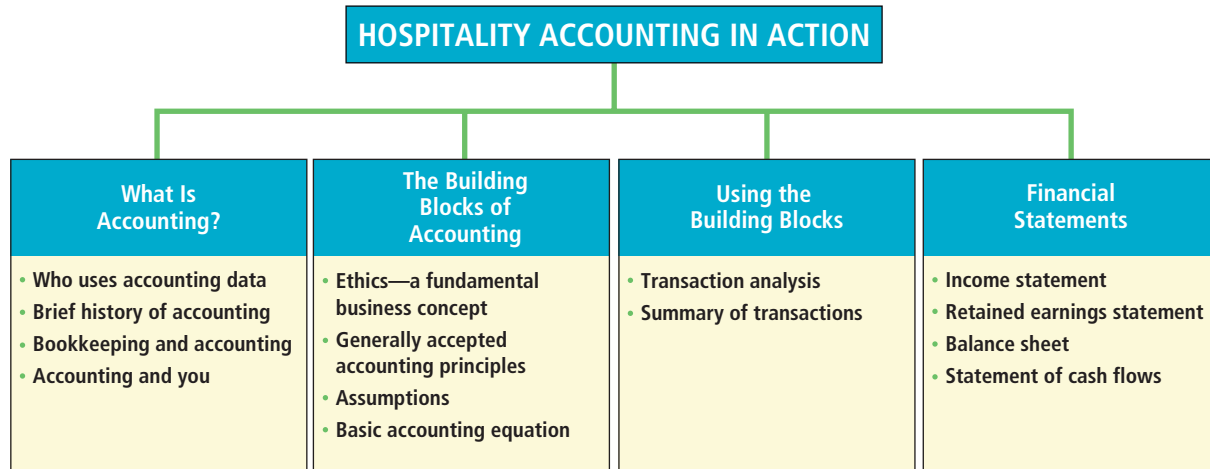 HOSPITALITY ACCOUNTING IN ACTION
What Is
Accounting?
• Who uses accounting data
• Brief history of accounting
• Bookkeeping and accounting
• Accounting and you
The Building
Blocks of
Accounting
• Ethics—a fundamental
business concept
• Generally accepted
accounting principles
• Assumptions
• Basic accounting equation
Using the
Building Blocks
• Transaction analysis
• Summary of transactions
Financial
Statements
• Income statement
• Retained earnings statement
• Balance sheet
• Statement of cash flows